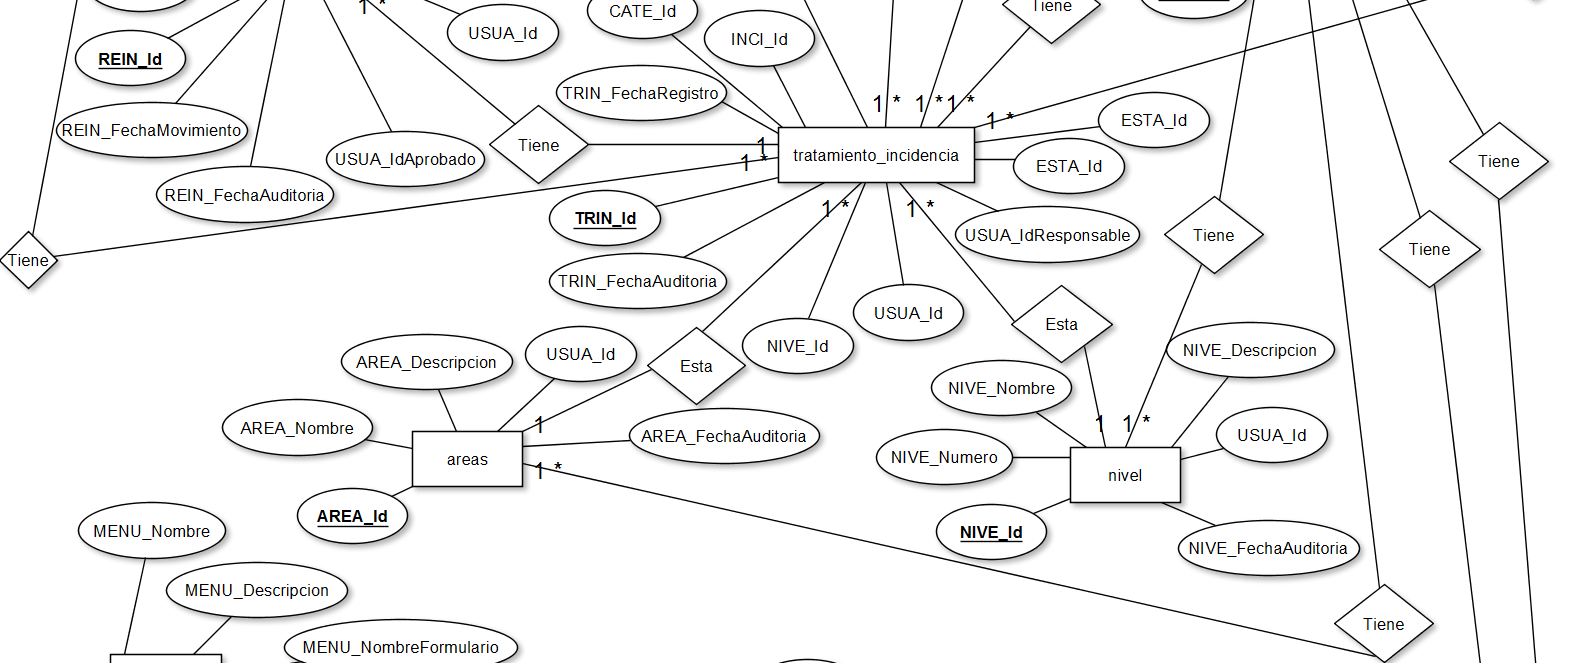 1 *
CATE_Id
Tiene
USUA_Id
INCI_Id
REIN_Id
TRIN_FechaRegistro
1 *
1 *
1 *
1 *
ESTA_Id
REIN_FechaMovimiento
Tiene
1
tratamiento_incidencia
USUA_IdAprobado
1 *
ESTA_Id
Tiene
REIN_FechaAuditoria
TRIN_Id
1 *
1 *
USUA_IdResponsable
Tiene
Tiene
Tiene
TRIN_FechaAuditoria
USUA_Id
Esta
NIVE_Id
AREA_Descripcion
USUA_Id
Esta
NIVE_Descripcion
NIVE_Nombre
AREA_Nombre
1
AREA_FechaAuditoria
1
1 *
USUA_Id
areas
1 *
NIVE_Numero
nivel
AREA_Id
NIVE_Id
MENU_Nombre
NIVE_FechaAuditoria
MENU_Descripcion
Tiene
MENU_NombreFormulario